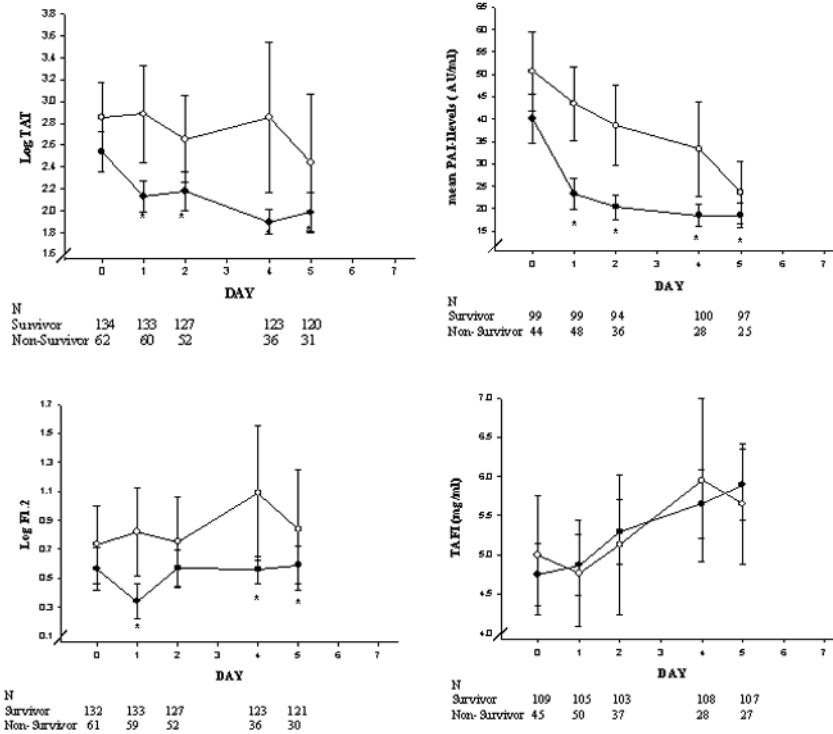 3.8
3.6
3.4
3.2
3.0
2.8
2.6
2.4
2.2
2.0
1.8
1.6
Log TAT
* * * *
0 1 2 3 4 5 6 7
DAY
N
Survivor 134 133 127 123 120
Non-Survivor 62 60 52 36 31
65
60
55
50
45
40
35
30
25
20
15
mean PAI-1levels (AU/ml)
* * * *
0 1 2 3 4 5 6 7
DAY
N
Survivor 99 99 94 100 97
Non-Survivor 44 48 36 28 25
1.7
1.5
1.3
1.1
0.9
0.7
0.5
0.3
0.1
Log F1.2
* * *
0 1 2 3 4 5 6 7
DAY
N
Survivor 132 133 127 123 121
Non-Survivor 61 59 52 36 30
7.0
6.5
6.0
5.5
5.0
4.5
4.0
TAFI (mg/ml)
0 1 2 3 4 5 6 7
DAY
N
Survivor 109 105 103 108 107
Non-Survivor 45 50 37 28 27